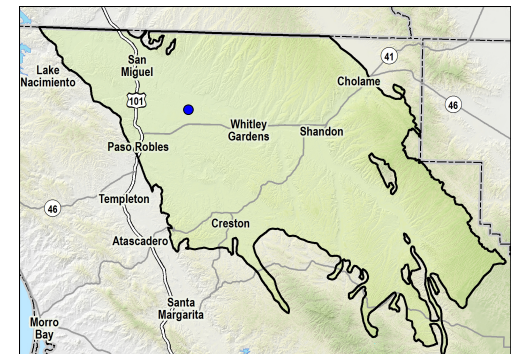 San
Miguel
Lake
Nacimiento
41
Cholame
101
46
Whitley
Gardens
Shandon
Paso Robles
Templeton
46
Creston
Atascadero
Santa
Margarita
Morro
Bay